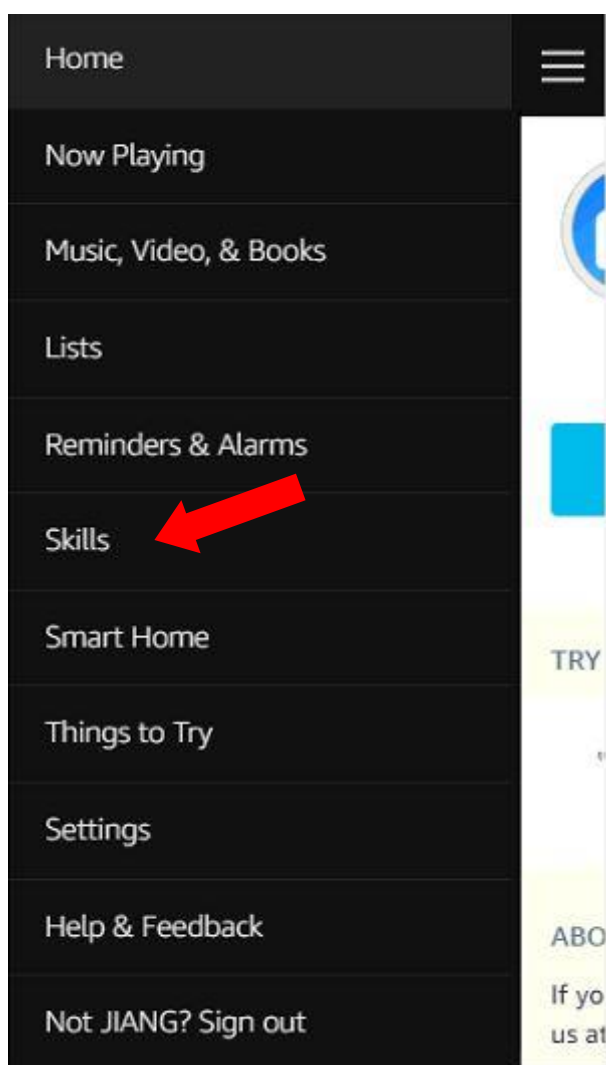 Home
Now Playing
Music, Video, & Books
Lists
Reminders & Alarms
Skills
Smart Home
TRY
Things to Try
Settings
Help & Feedback
ABO
If yo
Not JIANG? Sign out
us at